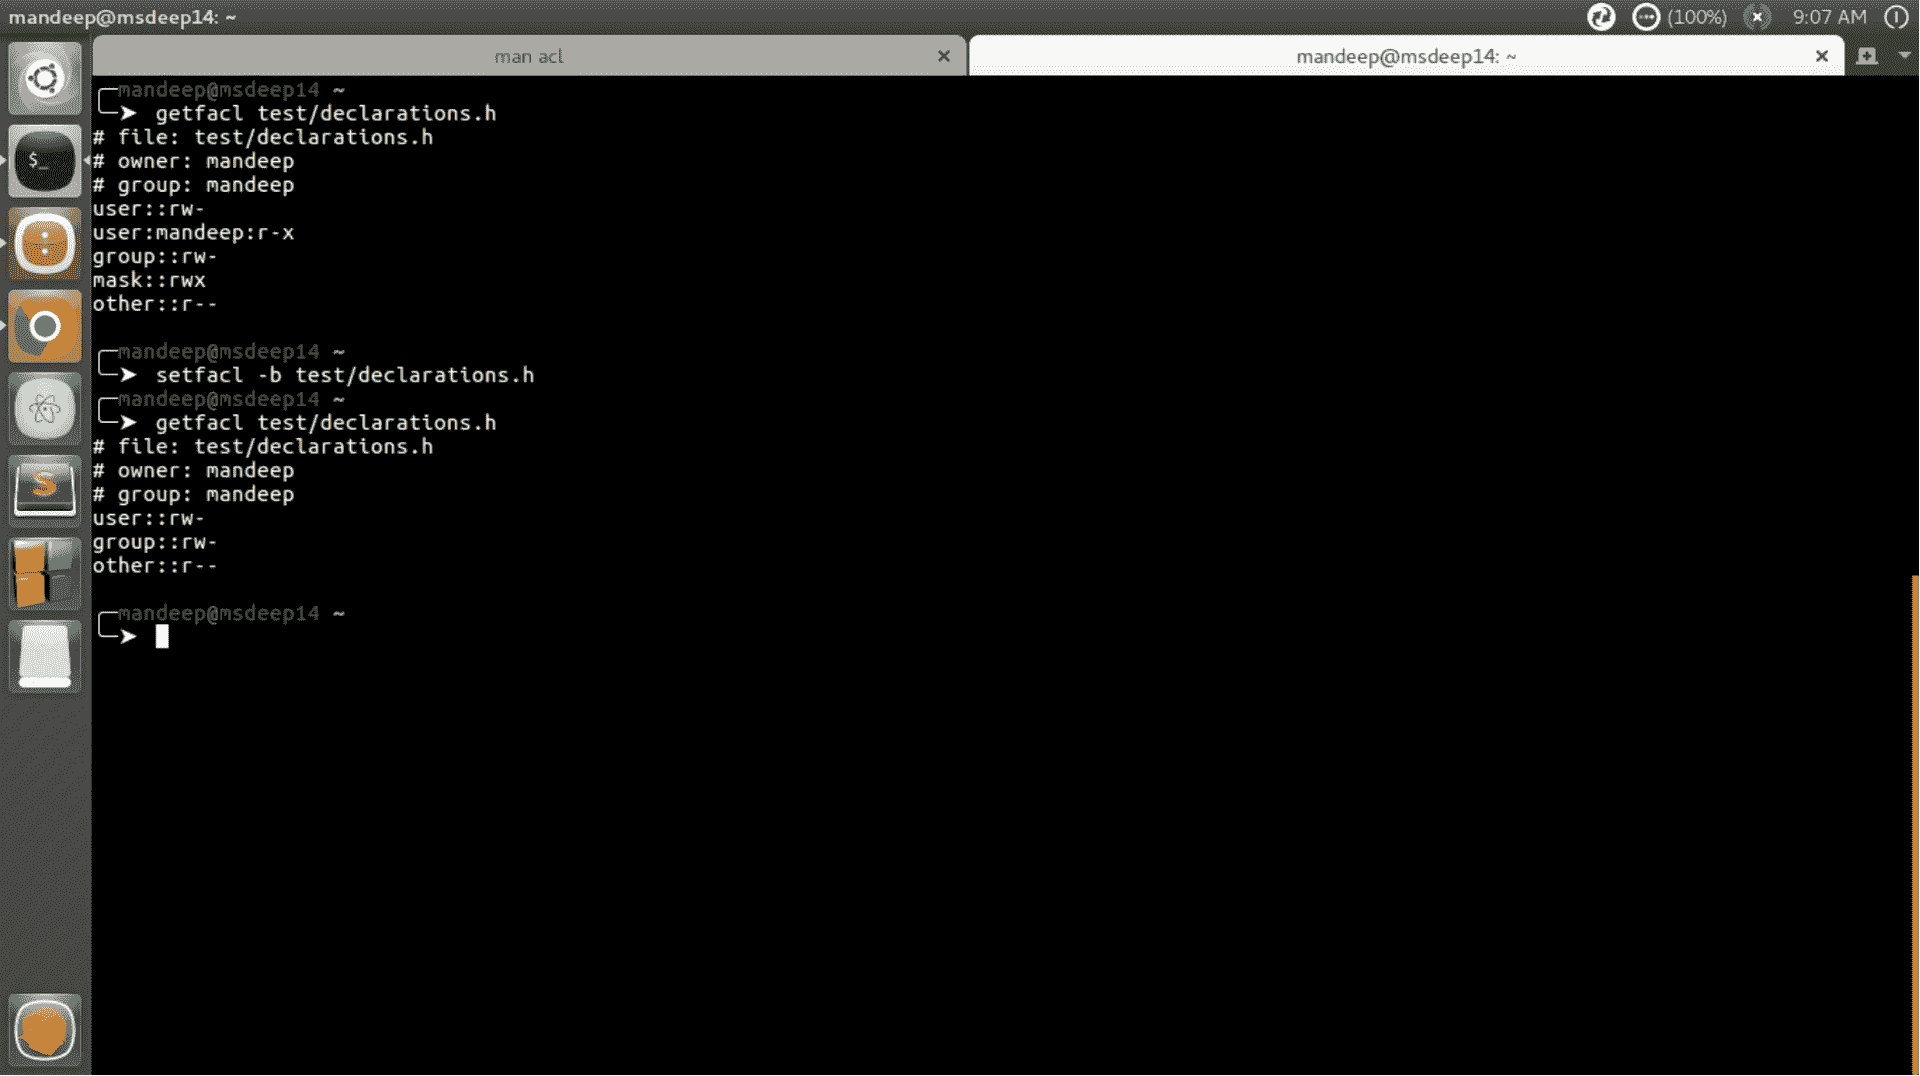 mandeep@msdeep14: ~
(100%)
9:07 AM
man acl
mandeep@msdeep14: ~
mandeep@msdeep14 ~
➤ getfacl test/declarations.h
# file: test/declarations.h
# owner: mandeep
# group: mandeep
user::rw-
user:mandeep:r-x
group::rw-
mask::rwx
other::r--
mandeep@msdeep14 ~
➤ setfacl -b test/declarations.h
mandeep@msdeep14 ~
➤ getfacl test/declarations.h
# file: test/declarations.h
# owner: mandeep
# group: mandeep
user::rw-
group::rw-
other::r--
mandeep@msdeep14 ~
➤
$_
S